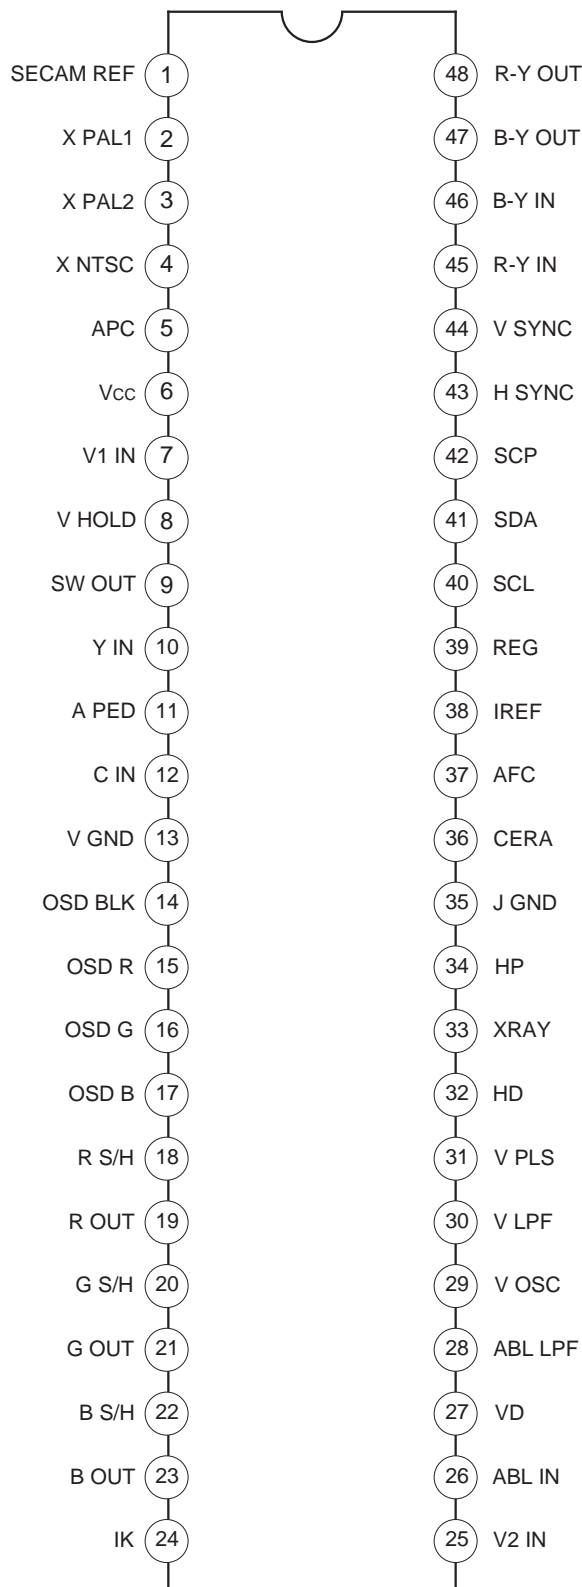 SECAM REF 1 48 R-Y OUT
X PAL1 2 47 B-Y OUT
X PAL2 3 46 B-Y IN
X NTSC 4 45 R-Y IN
APC 5 44 V SYNC
Vcc 6 43 H SYNC
V1 IN 7 42 SCP
V HOLD 8 41 SDA
SW OUT 9 40 SCL
Y IN 10 39 REG
A PED 11 38 IREF
C IN 12 37 AFC
V GND 13 36 CERA
OSD BLK 14 35 J GND
OSD R 15 34 HP
OSD G 16 33 XRAY
OSD B 17 32 HD
R S/H 18 31 V PLS
R OUT 19 30 V LPF
G S/H 20 29 V OSC
G OUT 21 28 ABL LPF
B S/H 22 27 VD
B OUT 23 26 ABL IN
IK 24 25 V2 IN